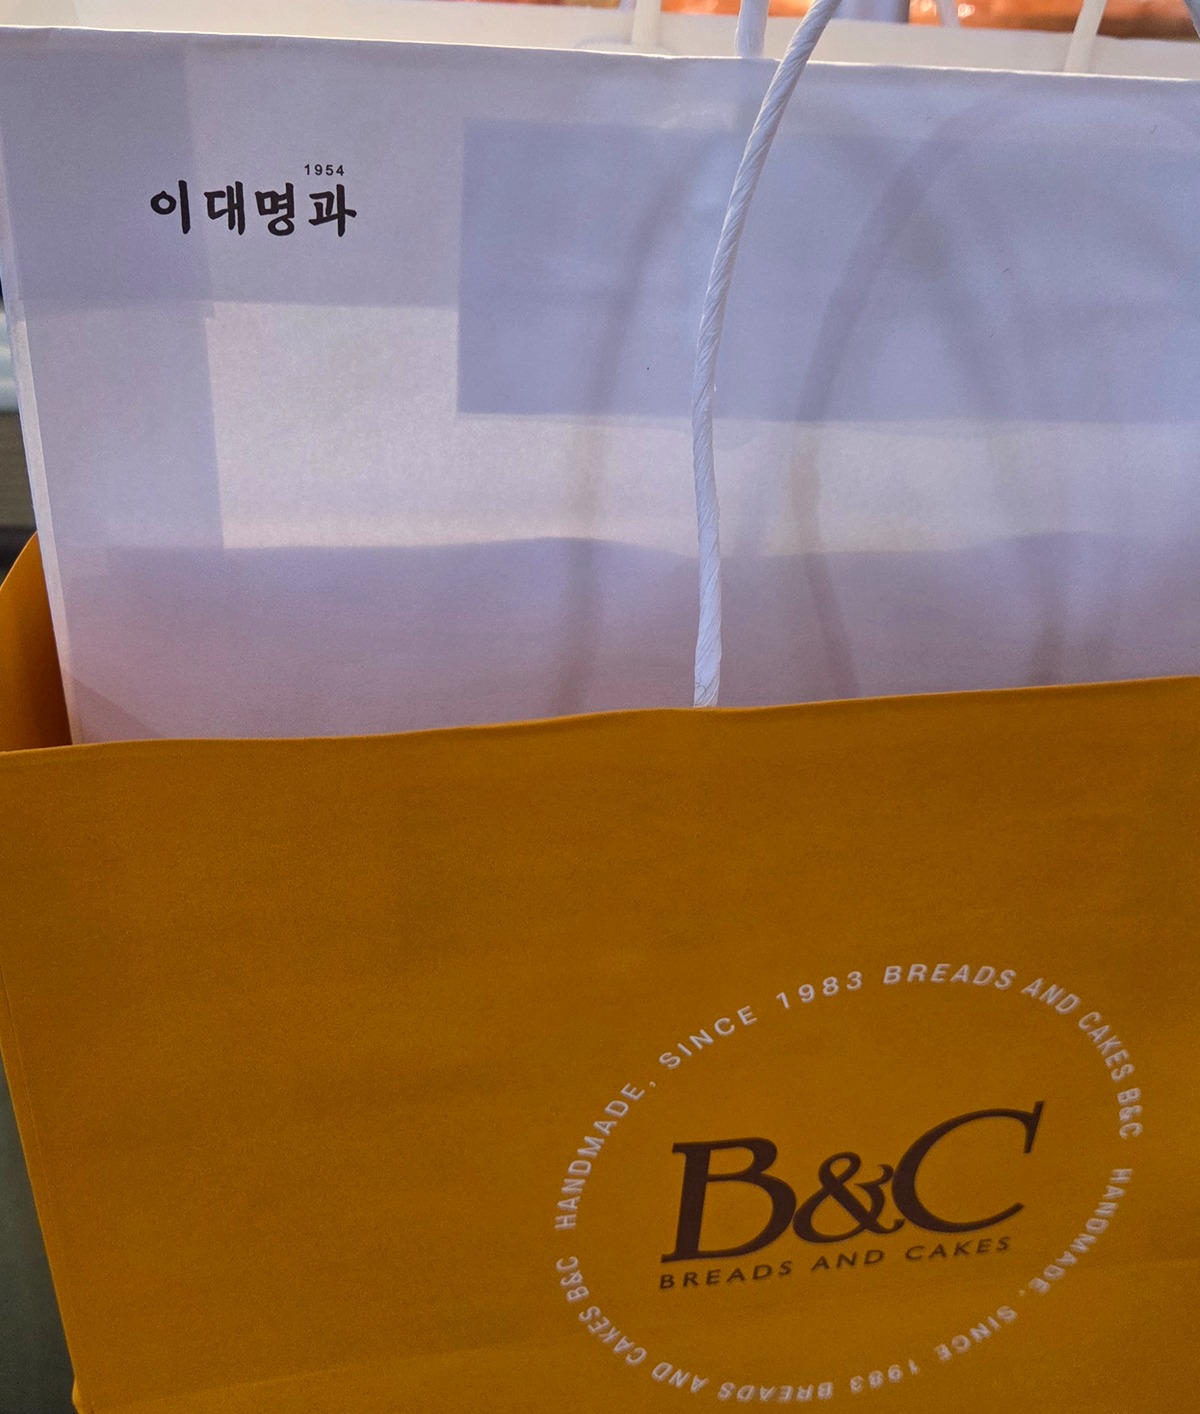 1954
이대명과
HANDMADE, SINCE 1983 BREADS AND CAKES B&C
HANDMADE, SINCE 1983 BREADS AND CAKES B&C
B&C
BREADS AND CAKES